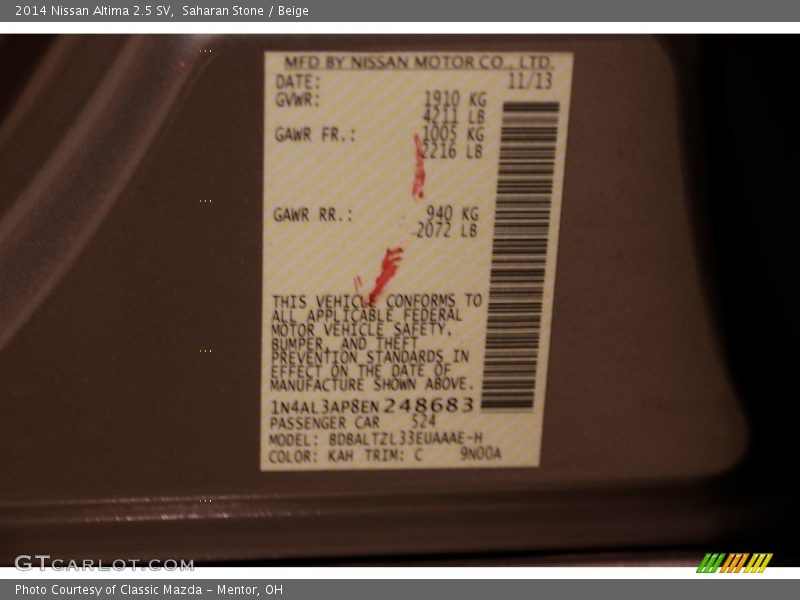 2014 Nissan Altima 2.5 SV,  Saharan Stone / Beige
MFD BY NISSAN MOTOR CO., LTD.
DATE: 11/13
GVWR: 1910 KG
4211 LB
GAWR FR.: 1005 KG
2216 LB
GAWR RR.: 940 KG
2072 LB
THIS VEHICLE CONFORMS TO
ALL APPLICABLE FEDERAL
MOTOR VEHICLE SAFETY,
BUMPER, AND THEFT
PREVENTION STANDARDS IN
EFFECT ON THE DATE OF
MANUFACTURE SHOWN ABOVE.
1N4AL3AP8EN248683
PASSENGER CAR S24
MODEL: BDBALTZL33EUAAAE-H
COLOR: KAH TRIM: C 9N00A
GTCARLOT.COM
Photo Courtesy of Classic Mazda - Mentor, OH